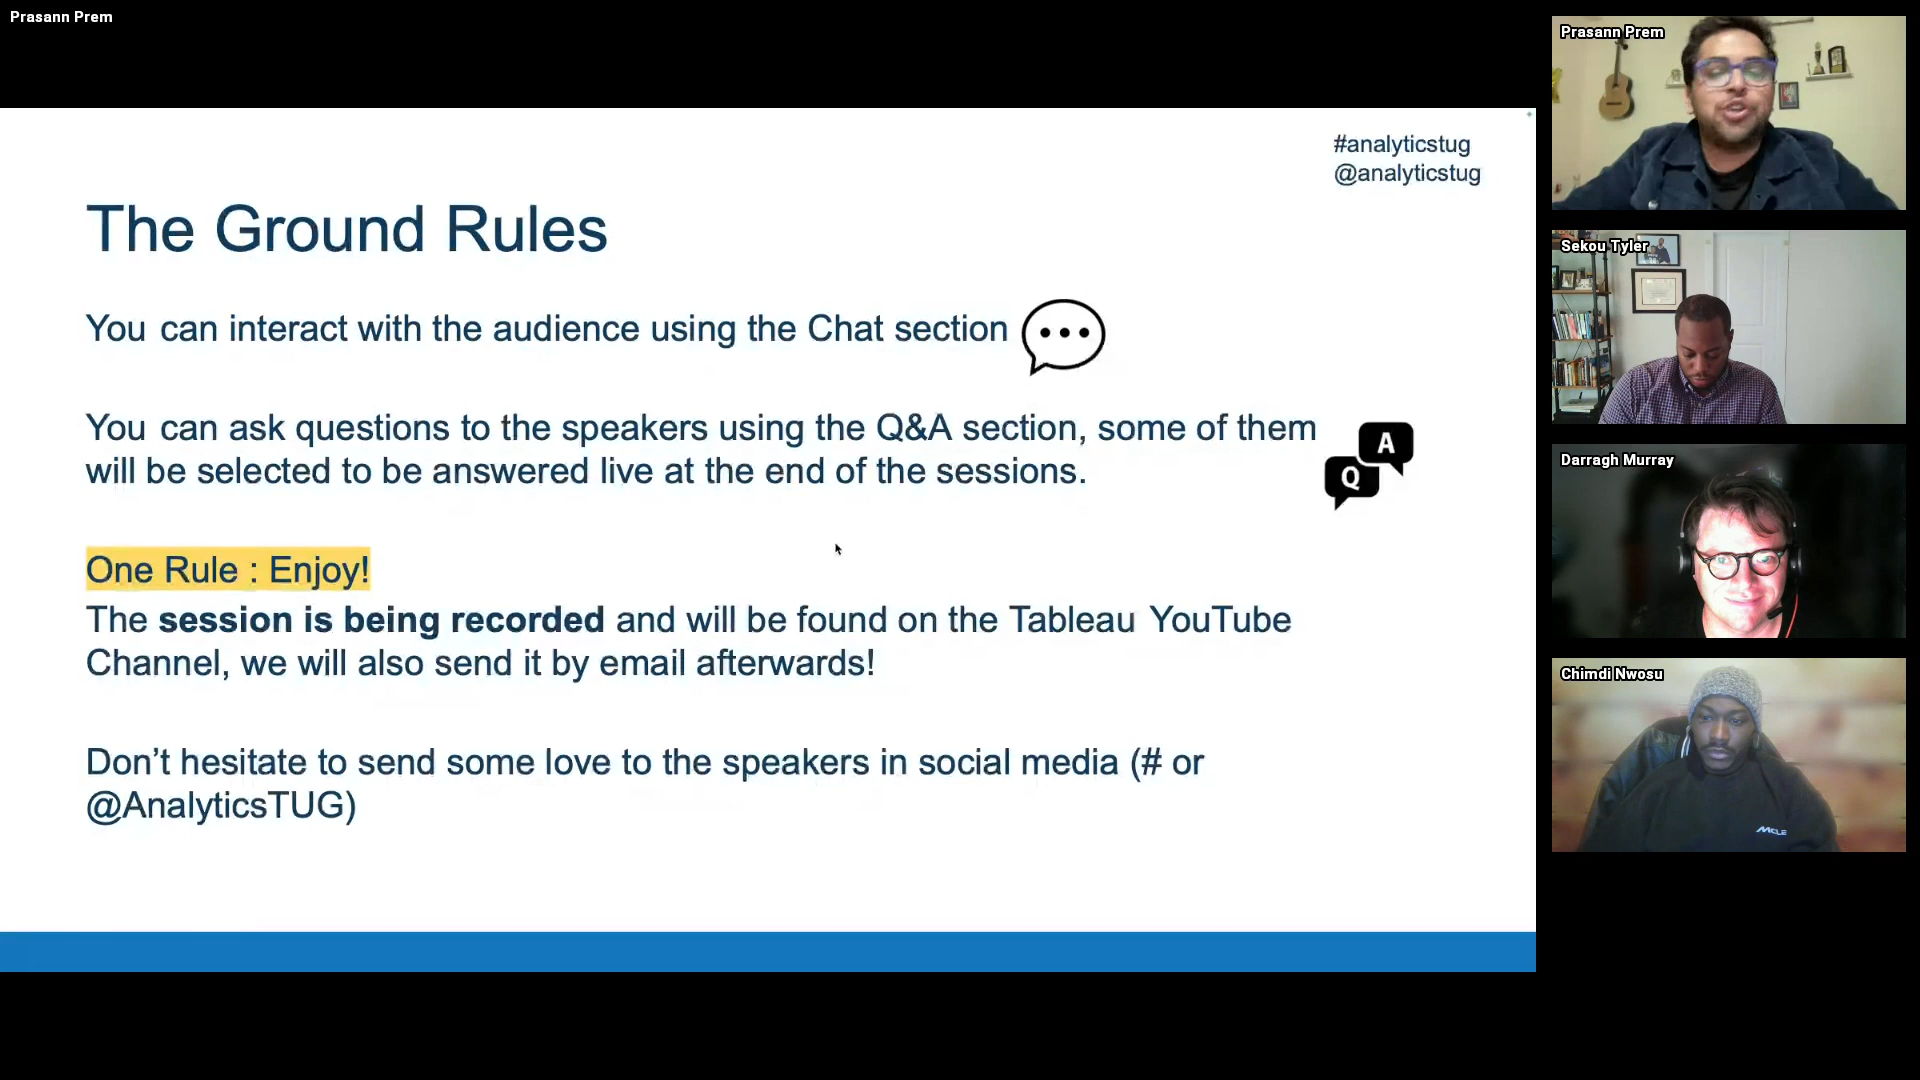 Prasann Prem
#analyticstug
@analyticstug
The Ground Rules
You can interact with the audience using the Chat section
You can ask questions to the speakers using the Q&A section, some of them
will be selected to be answered live at the end of the sessions.
A
Q
One Rule : Enjoy!
The session is being recorded and will be found on the Tableau YouTube
Channel, we will also send it by email afterwards!
Don’t hesitate to send some love to the speakers in social media (# or
@AnalyticsTUG)
Prasann Prem
Sekou Tyler
Darragh Murray
Chimdi Nwosu